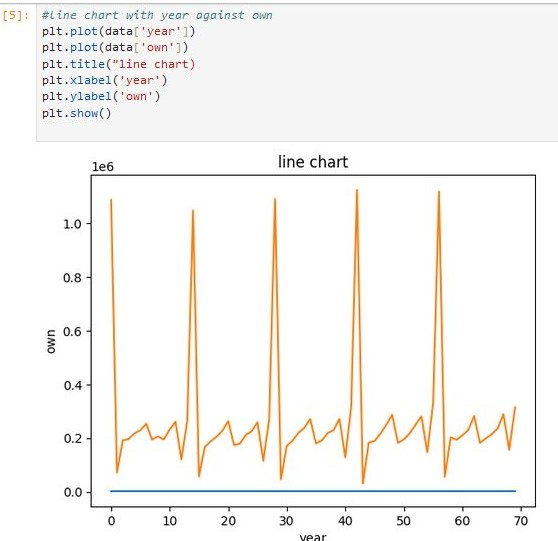 [5]: #line chart with year against own
plt.plot(data['year'])
plt.plot(data['own'])
plt.title("line chart)
plt.xlabel('year')
plt.ylabel('own')
plt.show()
line chart
1e6
1.0
0.8
0.6
0.4
0.2
0.0
own
0 10 20 30 40 50 60 70
year